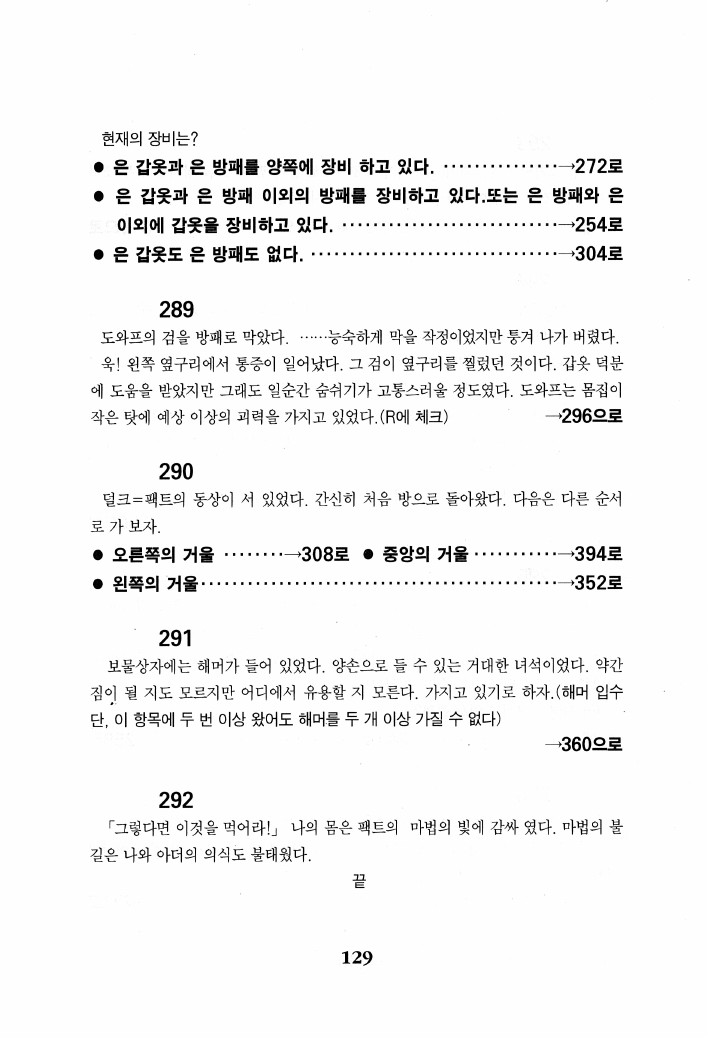 현재의 장비는?
● 은 갑옷과 은 방패를 양쪽에 장비 하고 있다. ···············→272로
● 은 갑옷과 은 방패 이외의 방패를 장비하고 있다.또는 은 방패와 은
이외에 갑옷을 장비하고 있다. ····························→254로
● 은 갑옷도 은 방패도 없다. ································→304로
289
도와프의 검을 방패로 막았다. ······능숙하게 막을 작정이었지만 퉁겨 나가 버렸다.
욱! 왼쪽 옆구리에서 통증이 일어났다. 그 검이 옆구리를 찔렀던 것이다. 갑옷 덕분
에 도움을 받았지만 그래도 일순간 숨쉬기가 고통스러울 정도였다. 도와프는 몸집이
작은 탓에 예상 이상의 괴력을 가지고 있었다.(R에 체크) →296으로
290
덜크=팩트의 동상이 서 있었다. 간신히 처음 방으로 돌아왔다. 다음은 다른 순서
로 가 보자.
● 오른쪽의 거울 ········→308로 ● 중앙의 거울 ···········→394로
● 왼쪽의 거울··············································→352로
291
보물상자에는 해머가 들어 있었다. 양손으로 들 수 있는 거대한 녀석이었다. 약간
짐이 될 지도 모르지만 어디에서 유용할 지 모른다. 가지고 있기로 하자.(해머 입수
단, 이 항목에 두 번 이상 왔어도 해머를 두 개 이상 가질 수 없다)
→360으로
292
「그렇다면 이것을 먹어라!」 나의 몸은 팩트의 마법의 빛에 감싸 였다. 마법의 불
길은 나와 아더의 의식도 불태웠다.
끝
129